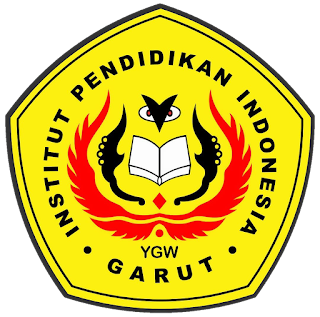 INSTITUT PENDIDIKAN INDONESIA
YGW
• GARUT •